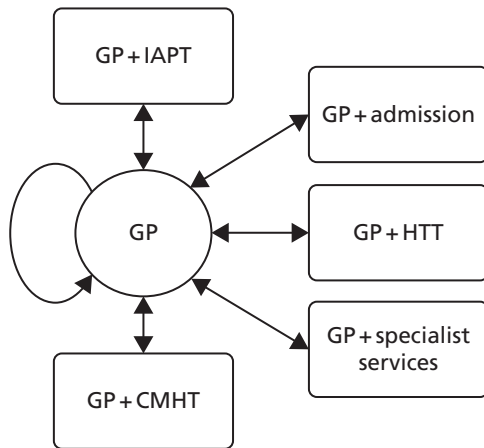 GP + IAPT
GP + admission
GP
GP + HTT
GP + specialist
services
GP + CMHT